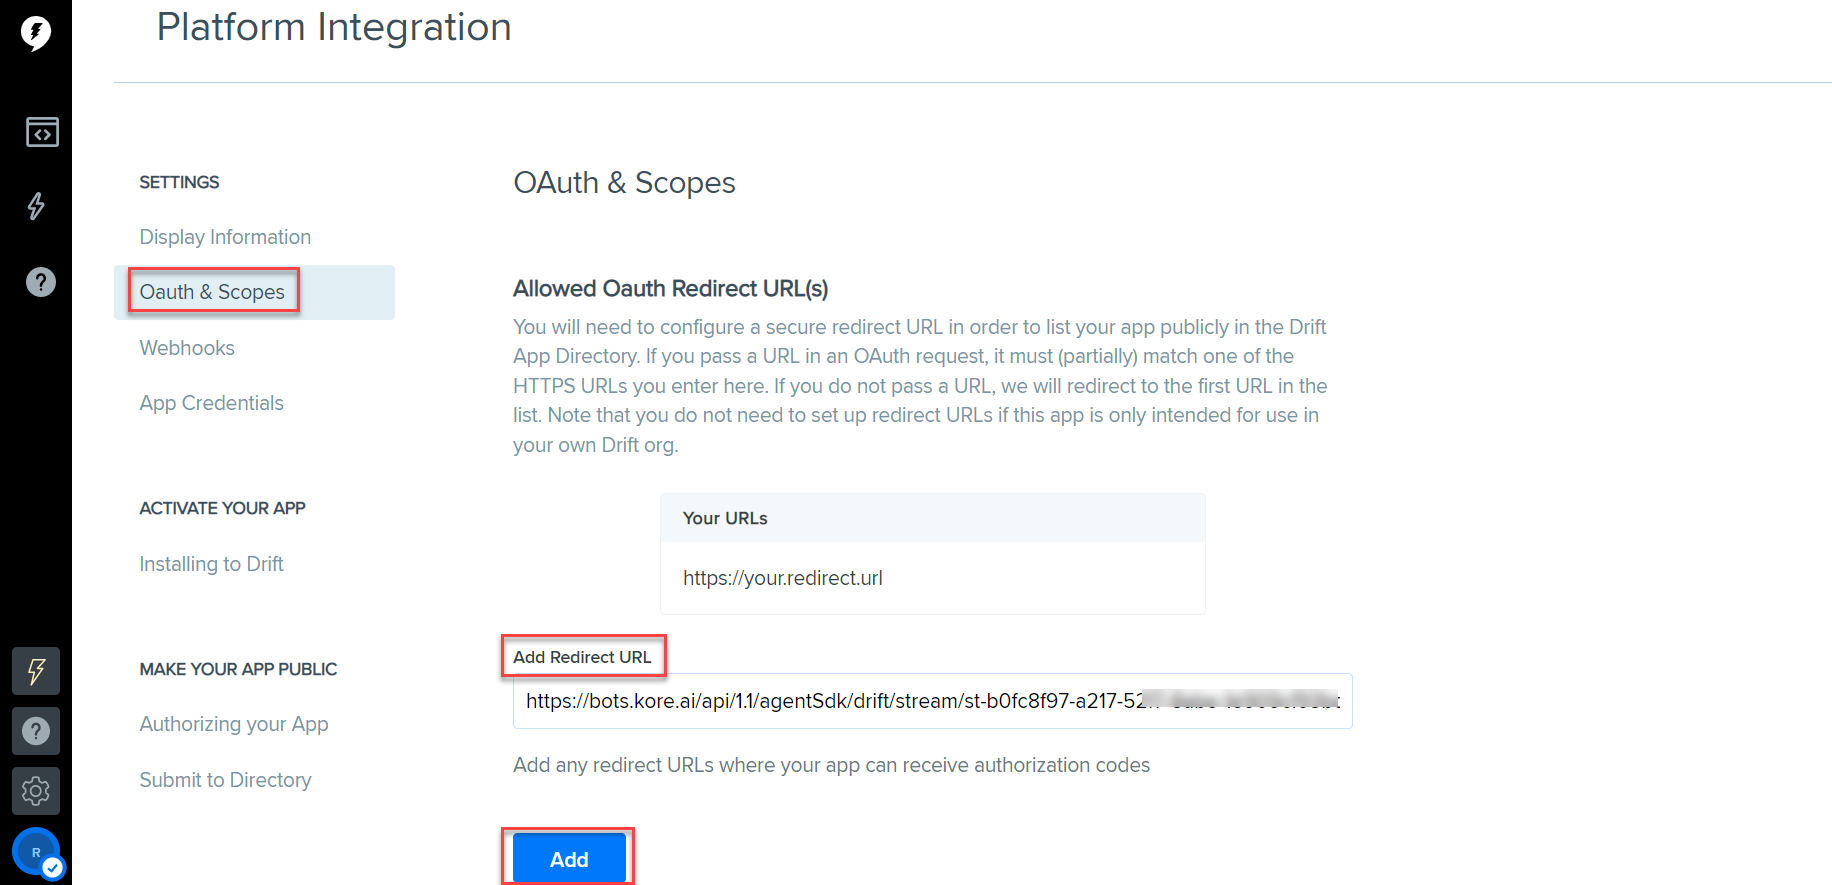 Platform Integration
SETTINGS
Display Information
Oauth & Scopes
Webhooks
App Credentials
ACTIVATE YOUR APP
Installing to Drift
MAKE YOUR APP PUBLIC
Authorizing your App
Submit to Directory
R
OAuth & Scopes
Allowed Oauth Redirect URL(s)
You will need to configure a secure redirect URL in order to list your app publicly in the Drift
App Directory. If you pass a URL in an OAuth request, it must (partially) match one of the
HTTPS URLs you enter here. If you do not pass a URL, we will redirect to the first URL in the
list. Note that you do not need to set up redirect URLs if this app is only intended for use in
your own Drift org.
Your URLs
https://your.redirect.url
Add Redirect URL
https://bots.kore.ai/api/1.1/agentSdk/drift/stream/st-b0fc8f97-a217-52
Add any redirect URLs where your app can receive authorization codes
Add